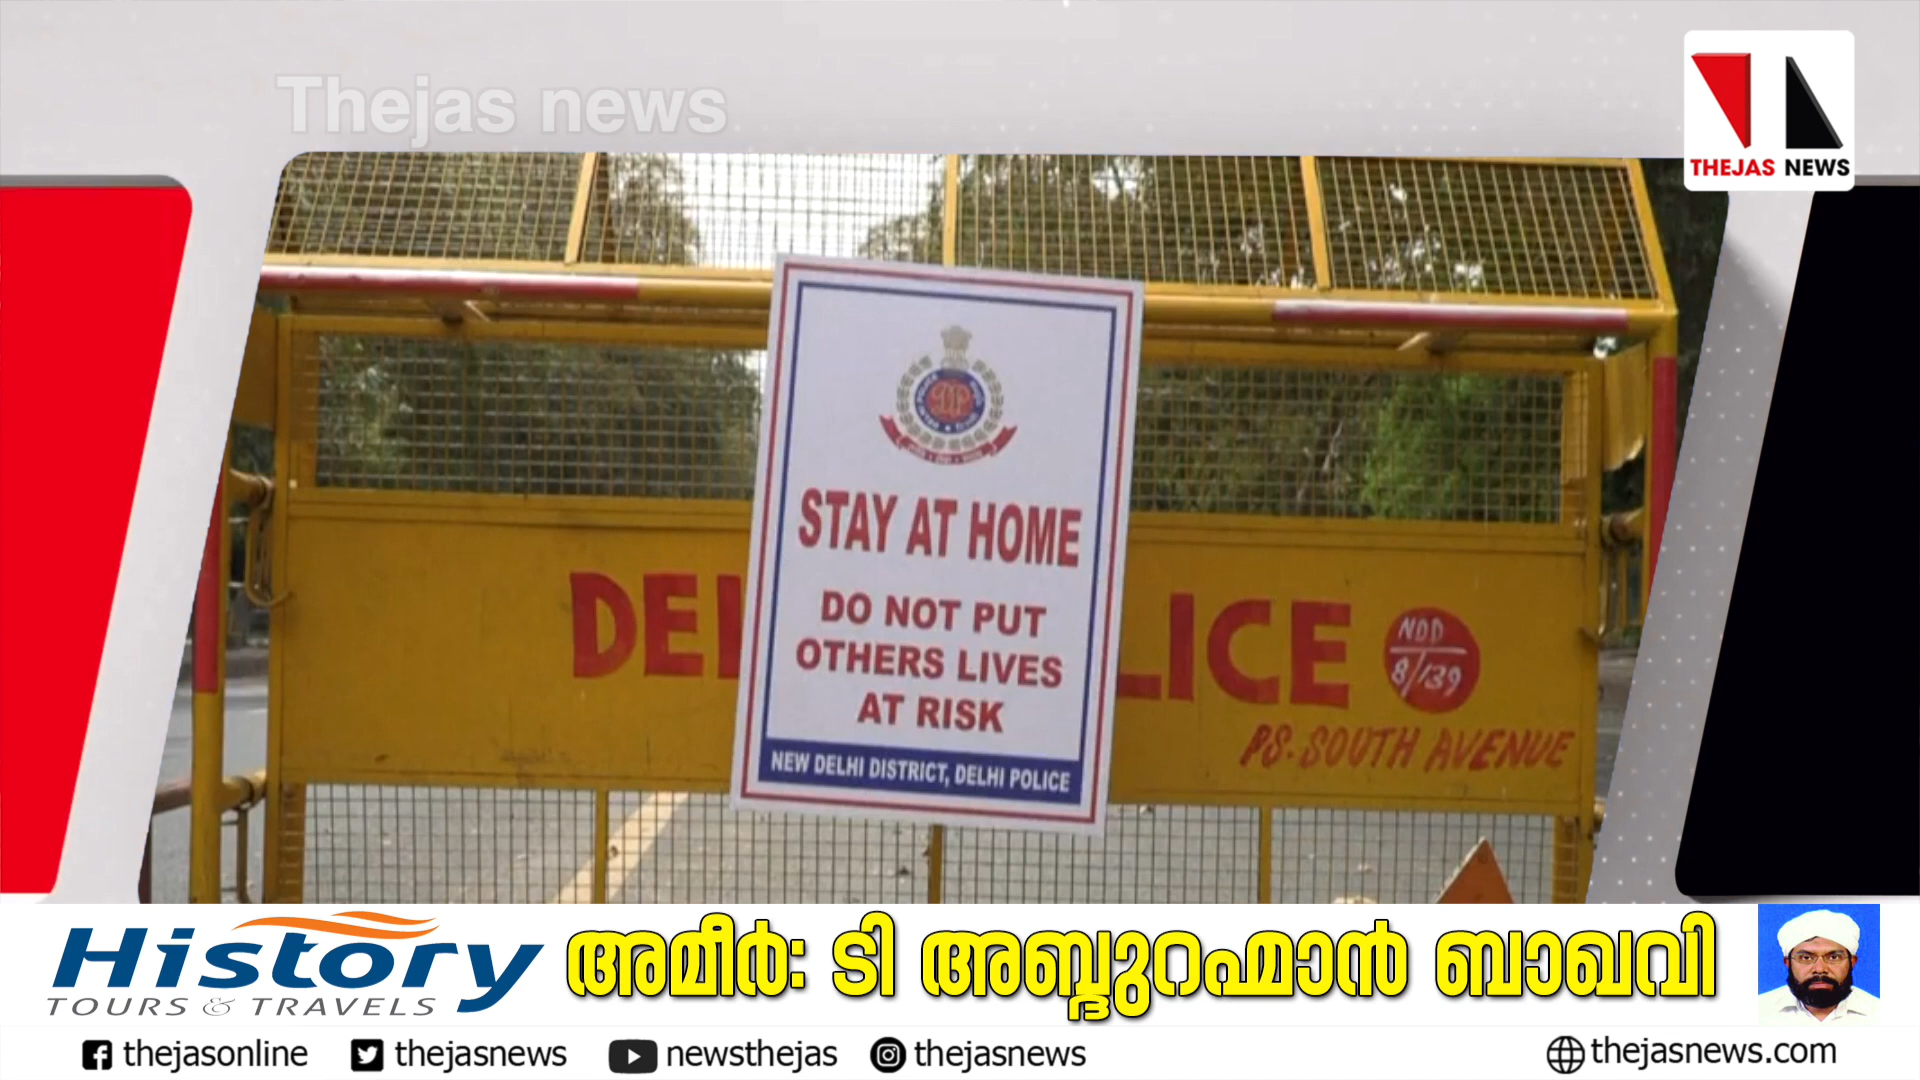 Thejas news
THEJAS NEWS
STAY AT HOME
DO NOT PUT
OTHERS LIVES
AT RISK
NEW DELHI DISTRICT, DELHI POLICE
DEL
LICE
NDD
8/139
PS. SOUTH AVENUE
History
TOURS & TRAVELS
അമീർ: ടി അബ്ദുറഹ്മാൻ ബാഖവി
thejasonline
thejasnews
newsthejas
thejasnews
thejasnews.com